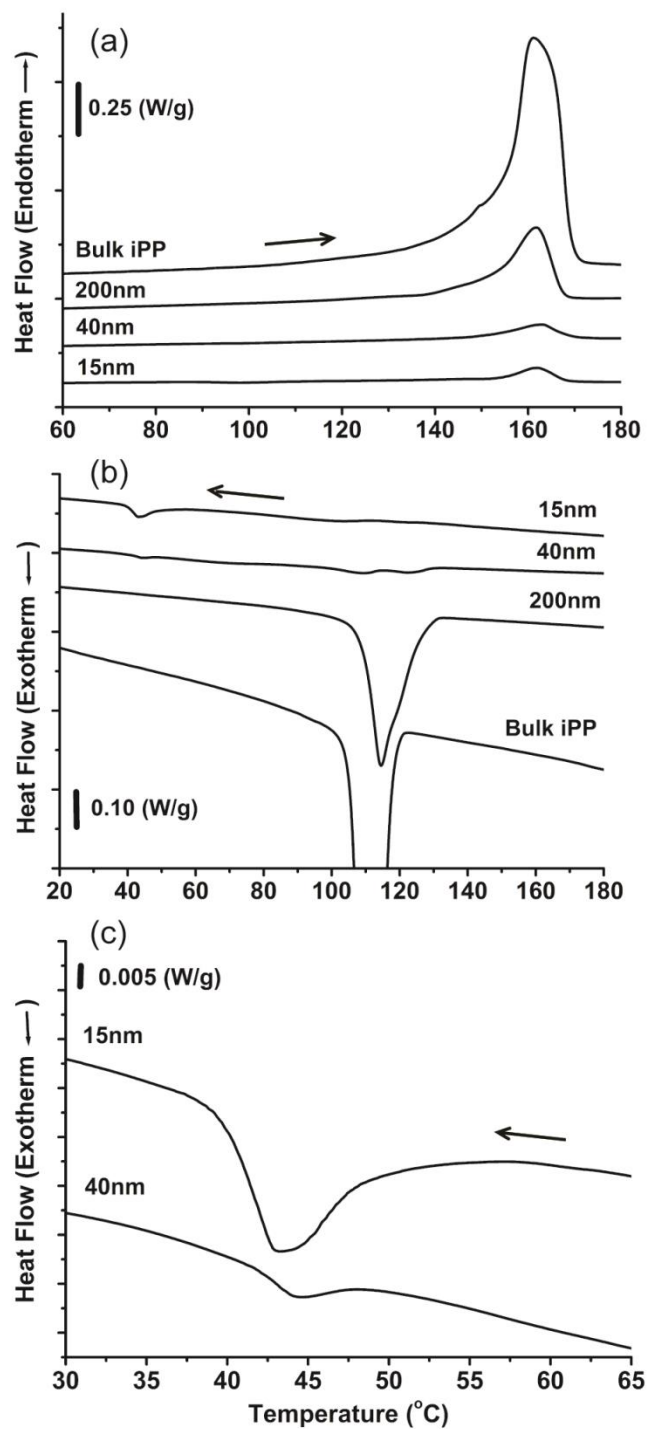 (a)
0.25 (W/g)
Heat Flow (Endotherm →)
Bulk iPP
200nm
40nm
15nm
60 80 100 120 140 160 180
(b)
15nm
40nm
200nm
Bulk iPP
Heat Flow (Exotherm ←)
0.10 (W/g)
20 40 60 80 100 120 140 160 180
(c)
0.005 (W/g)
15nm
40nm
Heat Flow (Exotherm ←)
30 35 40 45 50 55 60 65
Temperature (°C)